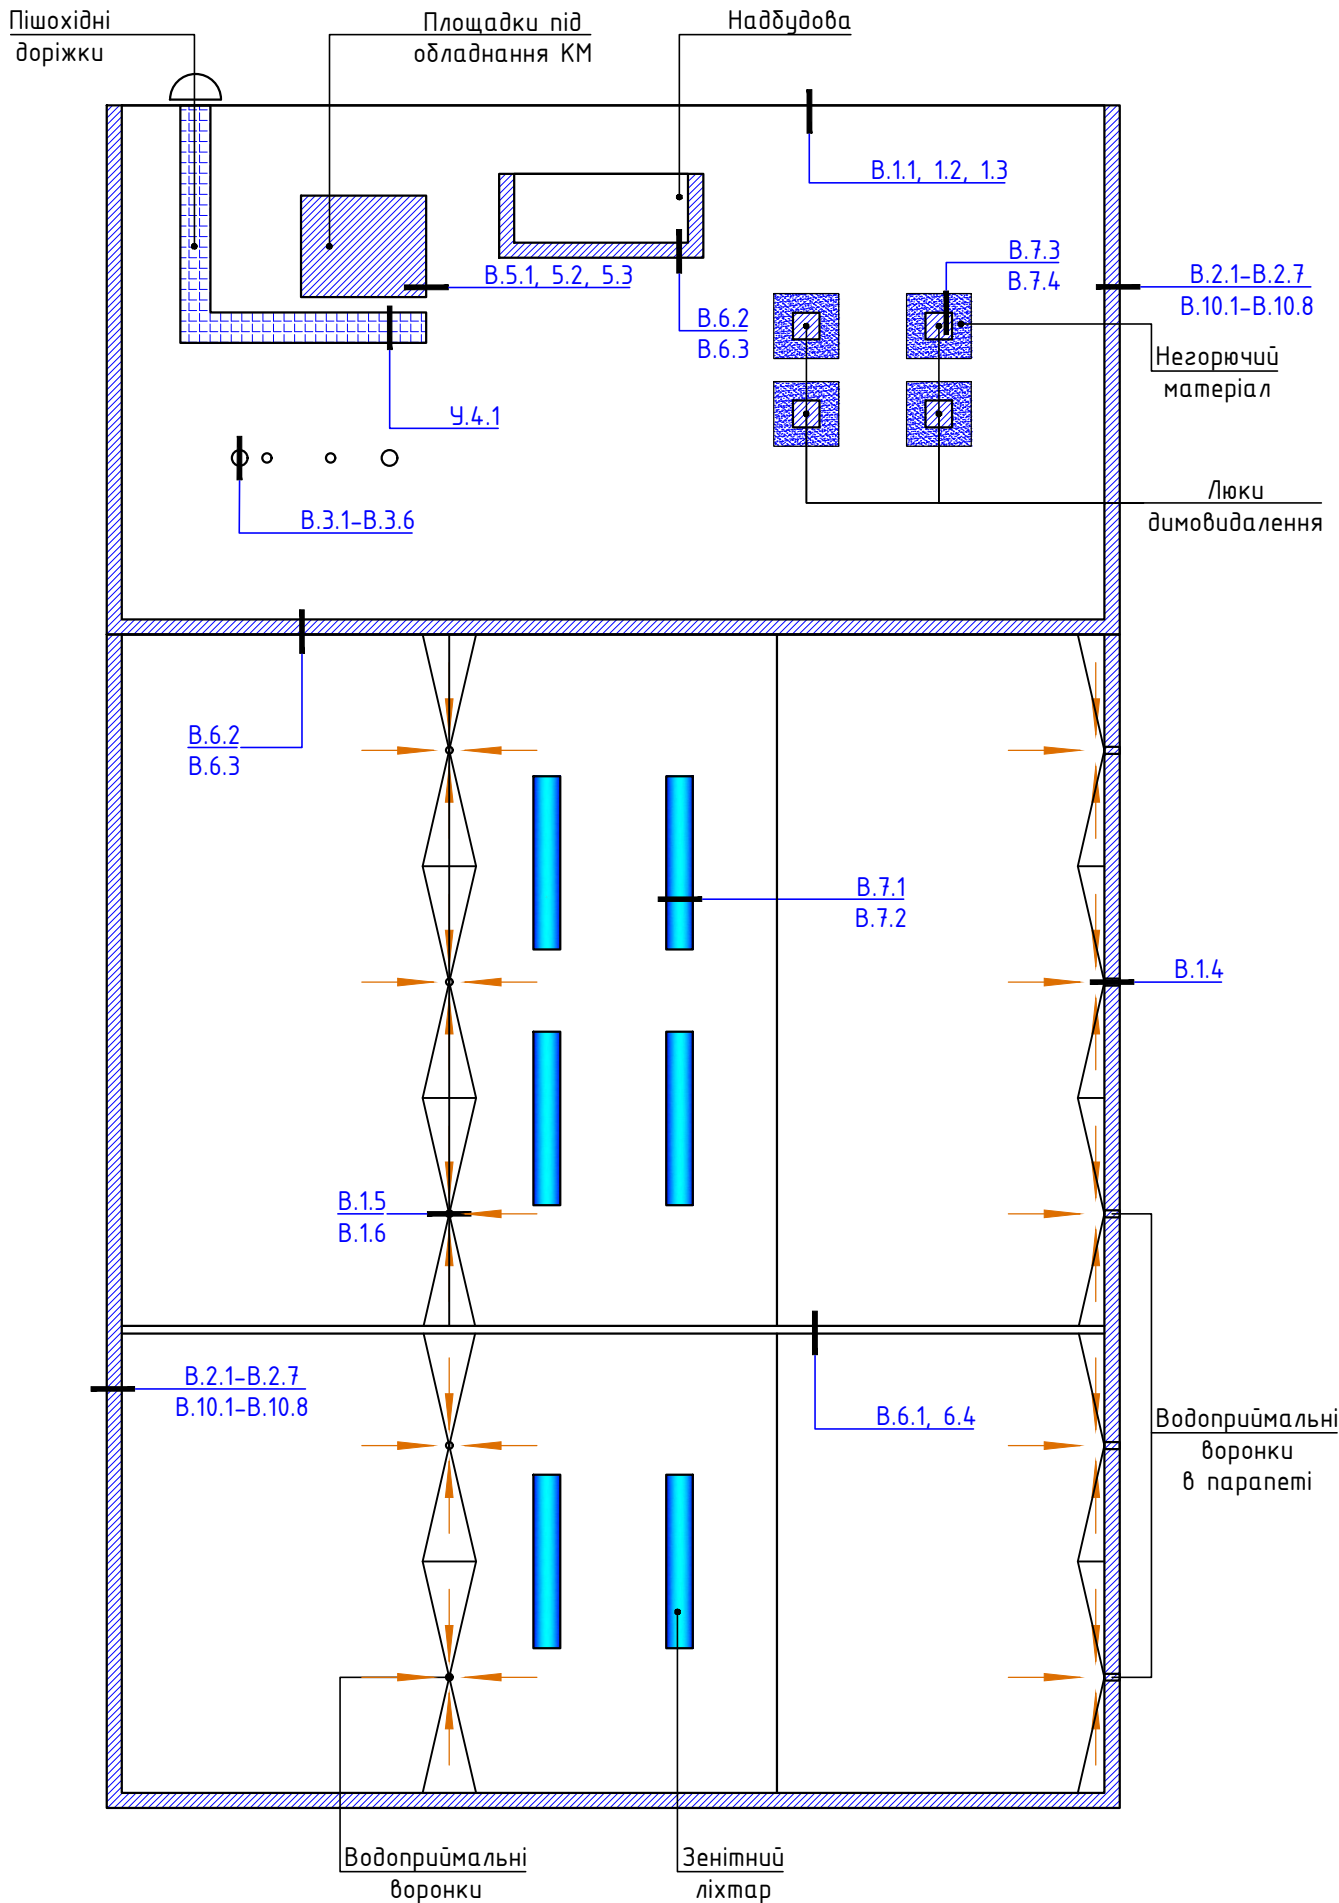 Пішохідні
доріжки
Площадки під
обладнання КМ
Надбудова
В.1.1, 1.2, 1.3
В.5.1, 5.2, 5.3
В.7.3
В.7.4
В.2.1-В.2.7
В.10.1-В.10.8
В.6.2
В.6.3
Негорючий
матеріал
У.4.1
Люки
димовидалення
В.3.1-В.3.6
В.6.2
В.6.3
В.7.1
В.7.2
В.1.4
В.1.5
В.1.6
В.2.1-В.2.7
В.10.1-В.10.8
В.6.1, 6.4
Водоприймальні
воронки
в парапеті
Водоприймальні
воронки
Зенітний
ліхтар